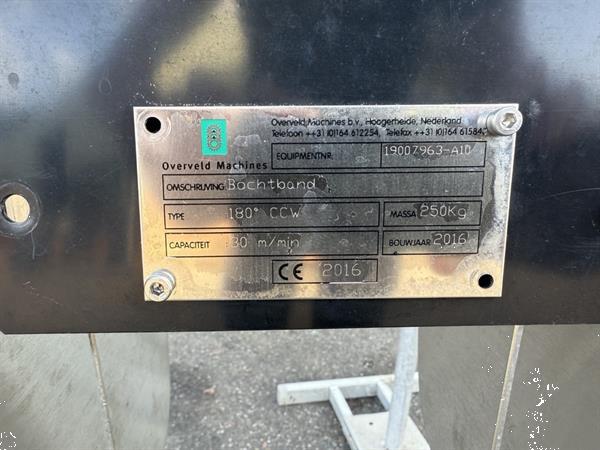 Overveld Machines b.v., Hoogerheide, Nederland
Telefoon ++31 (0)164 612254, Telefax ++31 (0)164 61584
Overveld Machines
EQUIPMENTNR. 19007963-A10
OMSCHRIJVING Bochtband
TYPE 180° CCW MASSA 250Kg
CAPACITEIT 30 m/min BOUWJAAR 2016
CE 2016